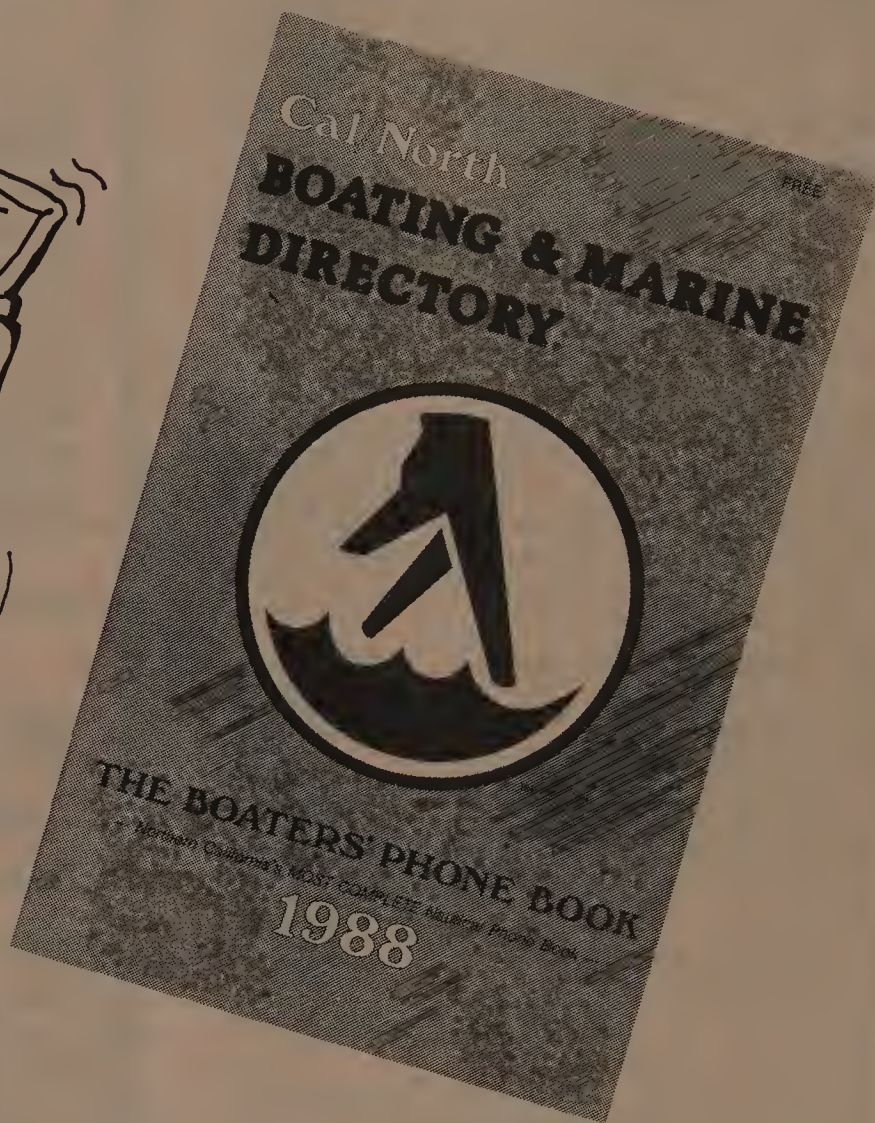 Cal North
FREE
BOATING & MARINE
DIRECTORY
THE BOATERS' PHONE BOOK
— Northern California's MOST COMPLETE Nautical Phone Book —
1988